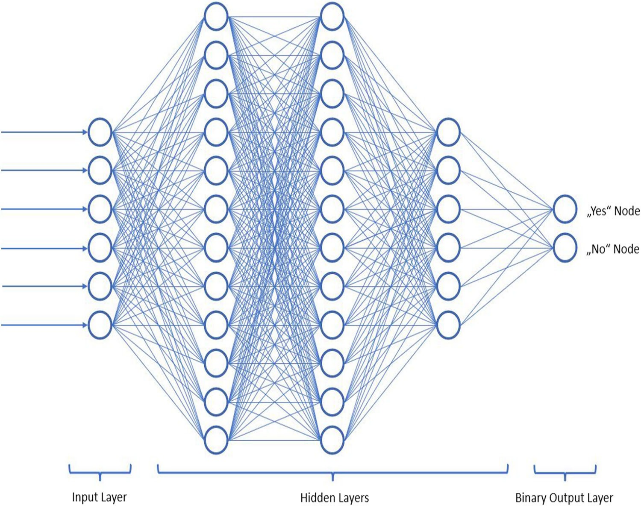 „Yes“ Node
„No“ Node
Input Layer
Hidden Layers
Binary Output Layer